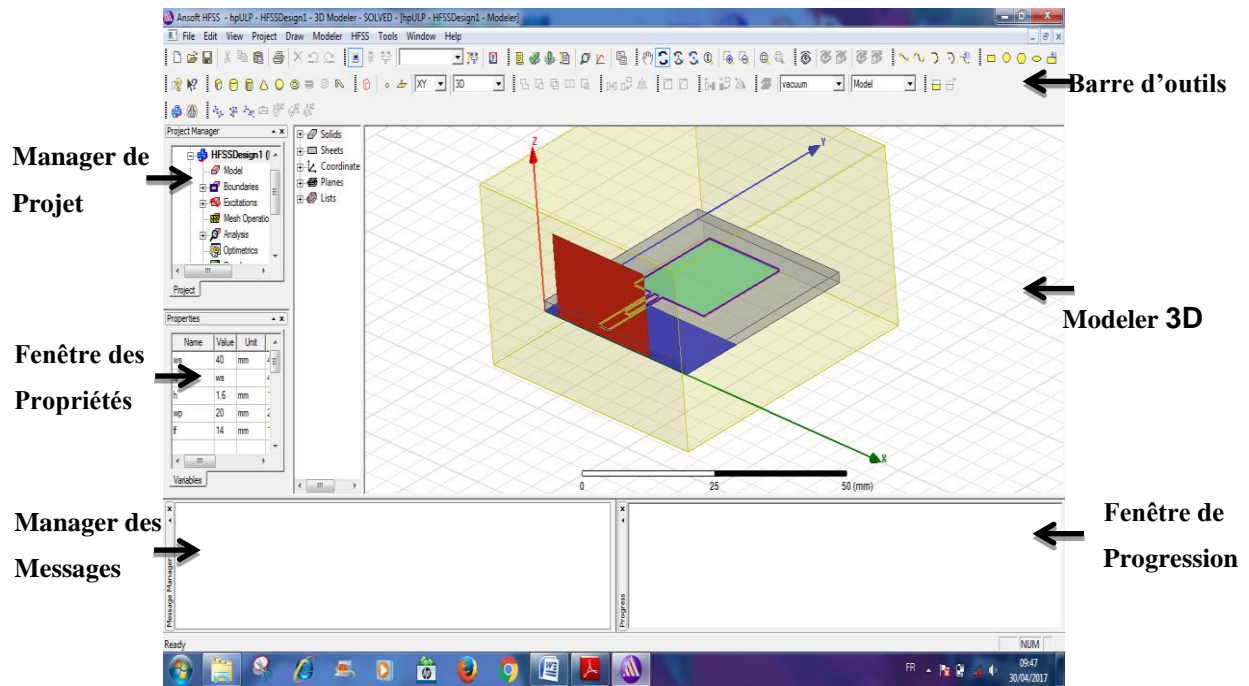 Ansoft HFSS - hpULP - HFSSDesign1 - 3D Modeler - SOLVED - [hpULP - HFSSDesign1 - Modeler]
File Edit View Project Draw Modeler HFSS Tools Window Help
XY 3D vacuum Model
Barre d’outils
Project Manager
HFSSDesign1 (
Model
Boundaries
Excitations
Mesh Operatio
Analysis
Optimetrics
Project
Solids
Sheets
Coordinate
Planes
Lists
Manager de
Projet
Z
Y
X
0 25 50 (mm)
Modeler 3D
Properties
Name Value Unit
ws 40 mm
ws
h 1.6 mm
wp 20 mm
lf 14 mm
Variables
Fenêtre des
Propriétés
Manager des
Messages
Message Manager
Progress
Fenêtre de
Progression
Ready
NUM
FR
09:47
30/04/2017